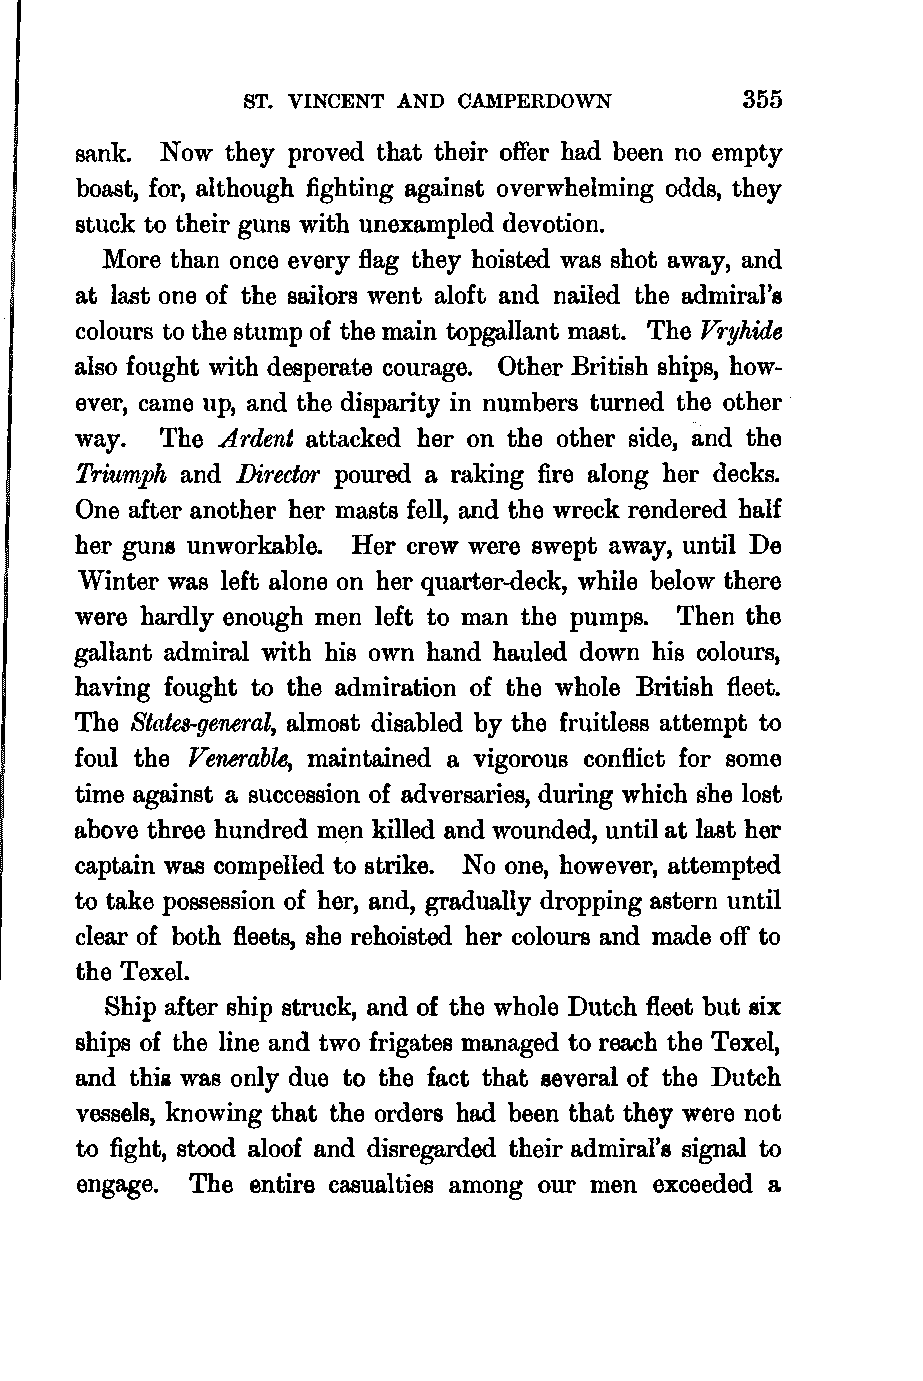 ST. VINCENT AND CAMPERDOWN 355
sank. Now they proved that their offer had been no empty
boast, for, although fighting against overwhelming odds, they
stuck to their guns with unexampled devotion.
More than once every flag they hoisted was shot away, and
at last one of the sailors went aloft and nailed the admiral's
colours to the stump of the main topgallant mast. The Vryhide
also fought with desperate courage. Other British ships, how-
ever, came up, and the disparity in numbers turned the other
way. The Ardent attacked her on the other side, and the
Triumph and Director poured a raking fire along her decks.
One after another her masts fell, and the wreck rendered half
her guns unworkable. Her crew were swept away, until De
Winter was left alone on her quarter-deck, while below there
were hardly enough men left to man the pumps. Then the
gallant admiral with his own hand hauled down his colours,
having fought to the admiration of the whole British fleet.
The States-general, almost disabled by the fruitless attempt to
foul the Venerable, maintained a vigorous conflict for some
time against a succession of adversaries, during which she lost
above three hundred men killed and wounded, until at last her
captain was compelled to strike. No one, however, attempted
to take possession of her, and, gradually dropping astern until
clear of both fleets, she rehoisted her colours and made off to
the Texel.
Ship after ship struck, and of the whole Dutch fleet but six
ships of the line and two frigates managed to reach the Texel,
and this was only due to the fact that several of the Dutch
vessels, knowing that the orders had been that they were not
to fight, stood aloof and disregarded their admiral's signal to
engage. The entire casualties among our men exceeded a